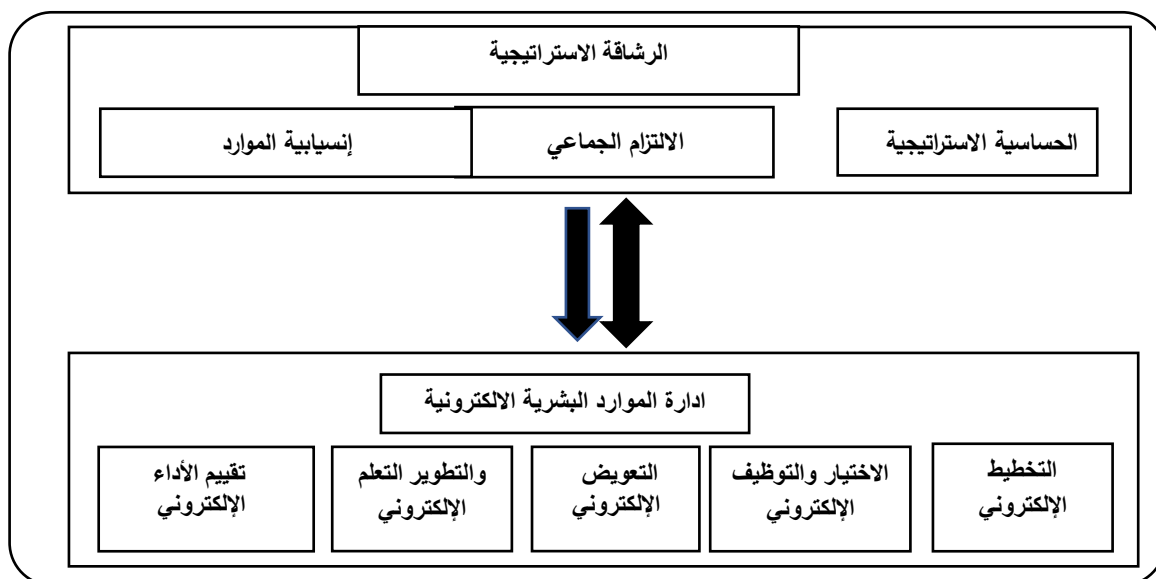 الرشاقة الاستراتيجية
الحساسية الاستراتيجية
الالتزام الجماعي
إنسيابية الموارد
ادارة الموارد البشرية الالكترونية
التخطيط
الإلكتروني
الاختيار والتوظيف
الإلكتروني
التعويض
الإلكتروني
والتطوير التعلم
الإلكتروني
تقييم الأداء
الإلكتروني